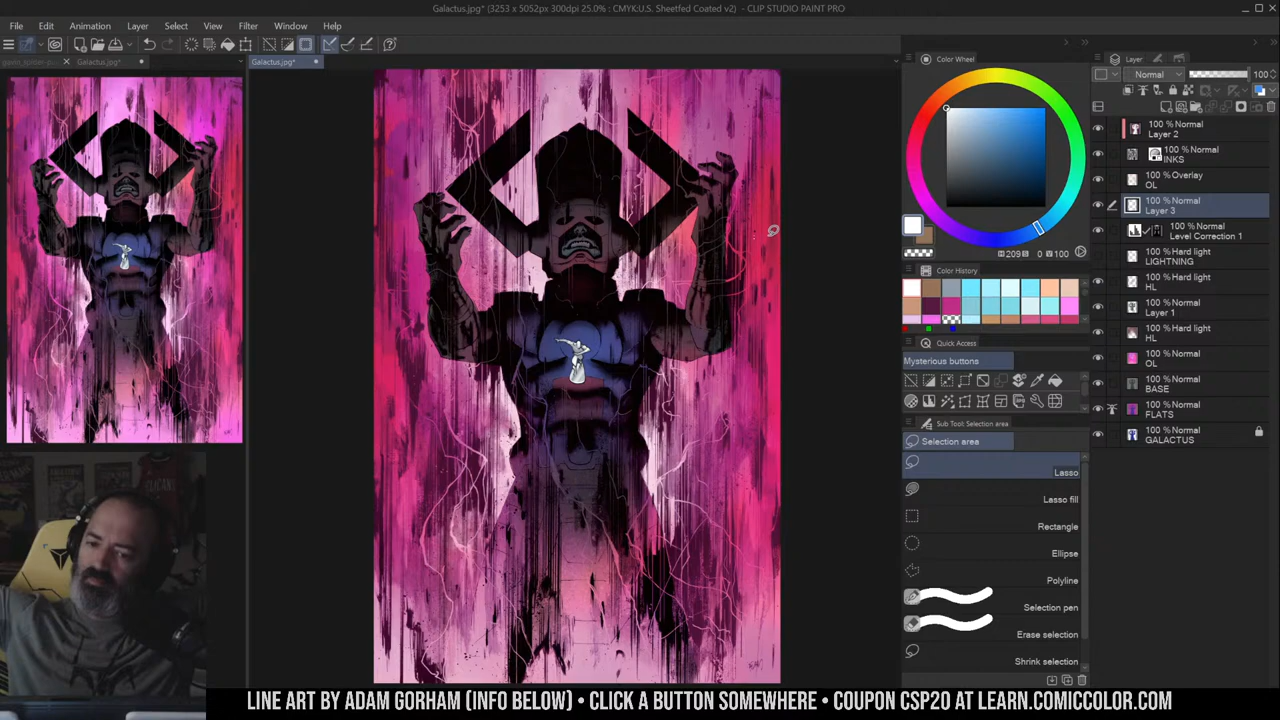 Galactus.jpg* (3253 x 5052px 300dpi 25.0% : CMYK:U.S. Sheetfed Coated v2) - CLIP STUDIO PAINT PRO
File Edit Animation Layer Select View Filter Window Help
Galactus.jpg*
Galactus.jpg*
Color Wheel
H 209 S 0 V 100
Color History
Quick Access
Mysterious buttons
Sub Tool: Selection area
Selection area
Lasso
Lasso fill
Rectangle
Ellipse
Polyline
Selection pen
Erase selection
Shrink selection
Layer
Normal 100
100 % Normal
Layer 2
100 % Normal
INKS
100 % Overlay
OL
100 % Normal
Layer 3
100 % Normal
Level Correction 1
100 % Hard light
LIGHTNING
100 % Hard light
HL
100 % Normal
Layer 1
100 % Hard light
HL
100 % Normal
OL
100 % Normal
BASE
100 % Normal
FLATS
100 % Normal
GALACTUS
LINE ART BY ADAM GORHAM (INFO BELOW) • CLICK A BUTTON SOMEWHERE • COUPON CSP20 AT LEARN.COMICCOLOR.COM